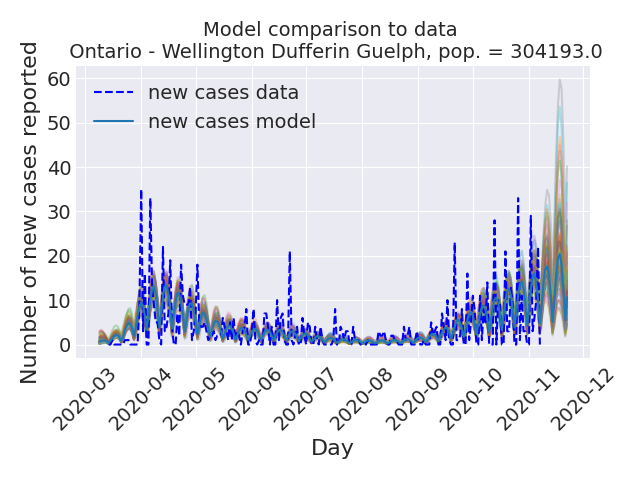 Model comparison to data
Ontario - Wellington Dufferin Guelph, pop. = 304193.0
Number of new cases reported
60
50
40
30
20
10
0
new cases data
new cases model
2020-03
2020-04
2020-05
2020-06
2020-07
2020-08
2020-09
2020-10
2020-11
2020-12
Day